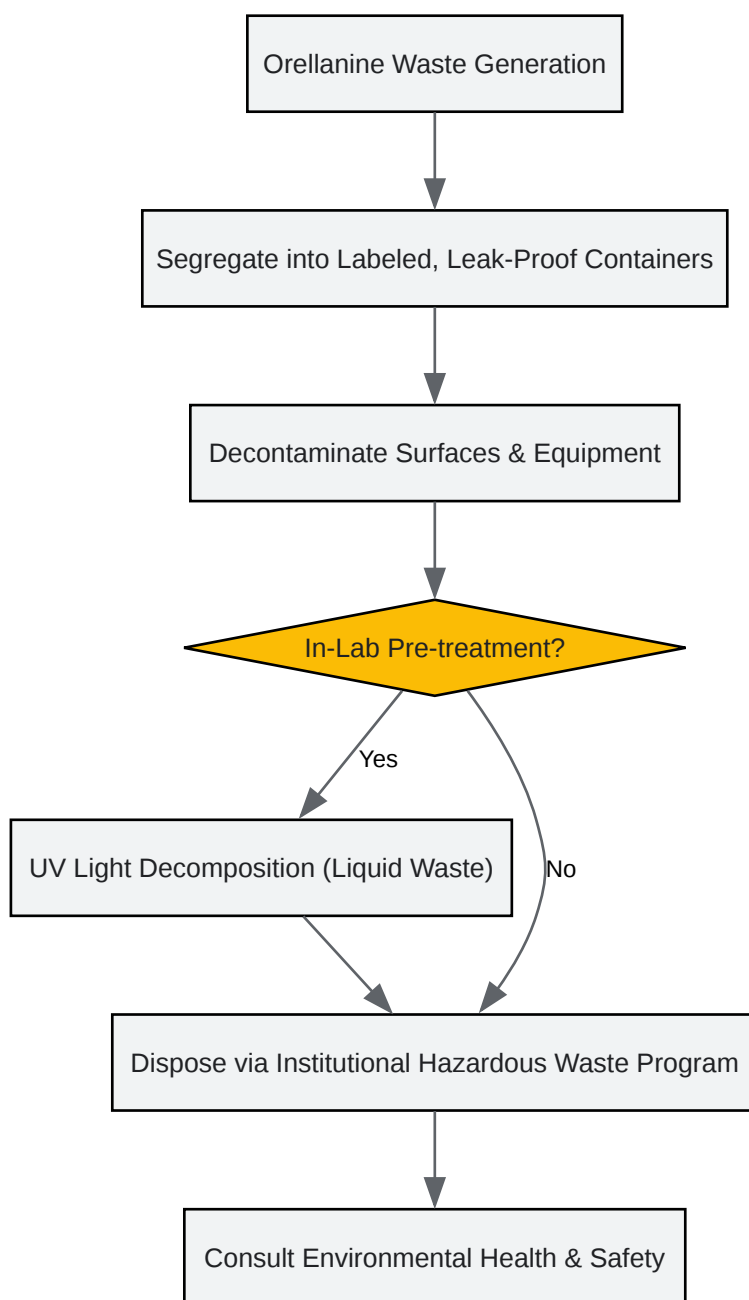 Orellanine Waste Generation
Segregate into Labeled, Leak-Proof Containers
Decontaminate Surfaces & Equipment
In-Lab Pre-treatment?
Yes
UV Light Decomposition (Liquid Waste)
No
Dispose via Institutional Hazardous Waste Program
Consult Environmental Health & Safety